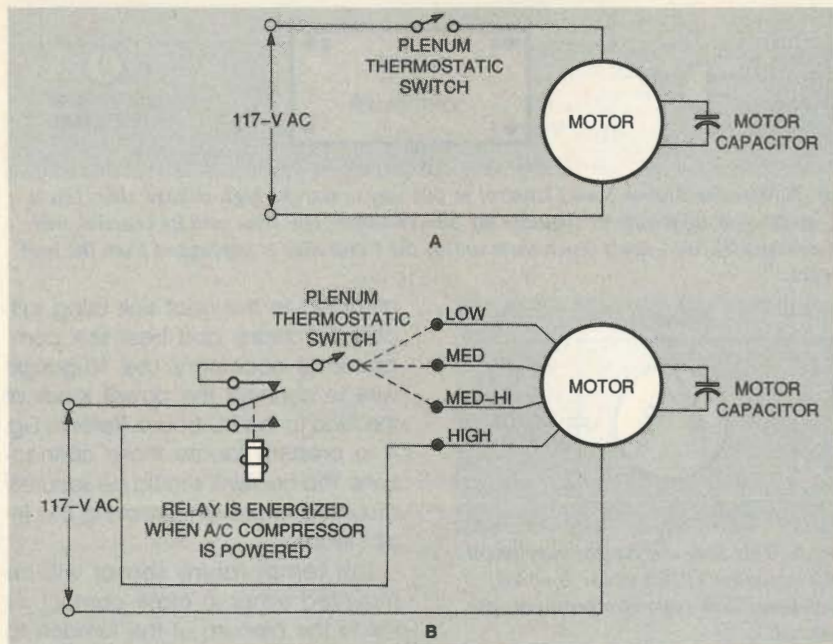 PLENUM
THERMOSTATIC
SWITCH
117–V AC
MOTOR
MOTOR
CAPACITOR
A
PLENUM
THERMOSTATIC
SWITCH
LOW
MED
MED-HI
HIGH
MOTOR
MOTOR
CAPACITOR
117–V AC
RELAY IS ENERGIZED
WHEN A/C COMPRESSOR
IS POWERED
B